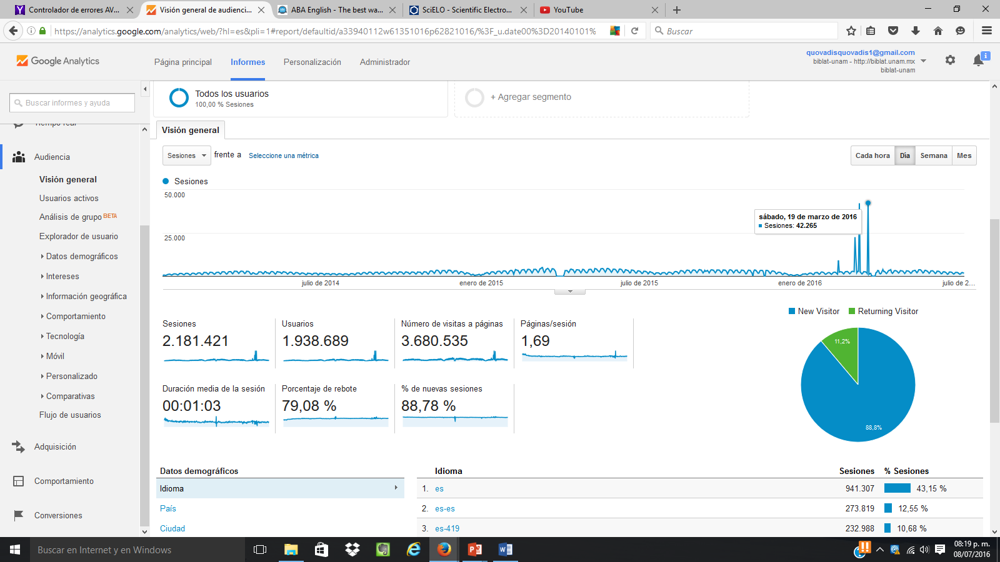 Controlador de errores AV...
Visión general de audienci...
ABA English - The best wa...
SciELO - Scientific Electro...
YouTube
https://analytics.google.com/analytics/web/?hl=es&pli=1#report/defaultid/a33940112w61351016p62821016/%3F_u.date00%3D20140101%
Buscar
Google Analytics
Página principal
Informes
Personalización
Administrador
quovadisquovadis1@gmail.com
biblat-unam - http://biblat.unam.mx
biblat-unam
Buscar informes y ayuda
Tiempo real
Audiencia
Visión general
Usuarios activos
Análisis de grupo BETA
Explorador de usuario
Datos demográficos
Intereses
Información geográfica
Comportamiento
Tecnología
Móvil
Personalizado
Comparativas
Flujo de usuarios
Adquisición
Comportamiento
Conversiones
Todos los usuarios
100,00 % Sesiones
+ Agregar segmento
Visión general
Sesiones frente a Seleccione una métrica
Cada hora Día Semana Mes
Sesiones
50.000
25.000
sábado, 19 de marzo de 2016
Sesiones: 42.265
julio de 2014 enero de 2015 julio de 2015 enero de 2016 julio de 2...
New Visitor Returning Visitor
11,2%
88,8%
Sesiones Usuarios Número de visitas a páginas Páginas/sesión
2.181.421 1.938.689 3.680.535 1,69
Duración media de la sesión Porcentaje de rebote % de nuevas sesiones
00:01:03 79,08 % 88,78 %
Datos demográficos
Idioma
País
Ciudad
Idioma Sesiones % Sesiones
1. es 941.307 43,15 %
2. es-es 273.819 12,55 %
3. es-419 232.988 10,68 %
Buscar en Internet y en Windows
08:19 p. m.
08/07/2016